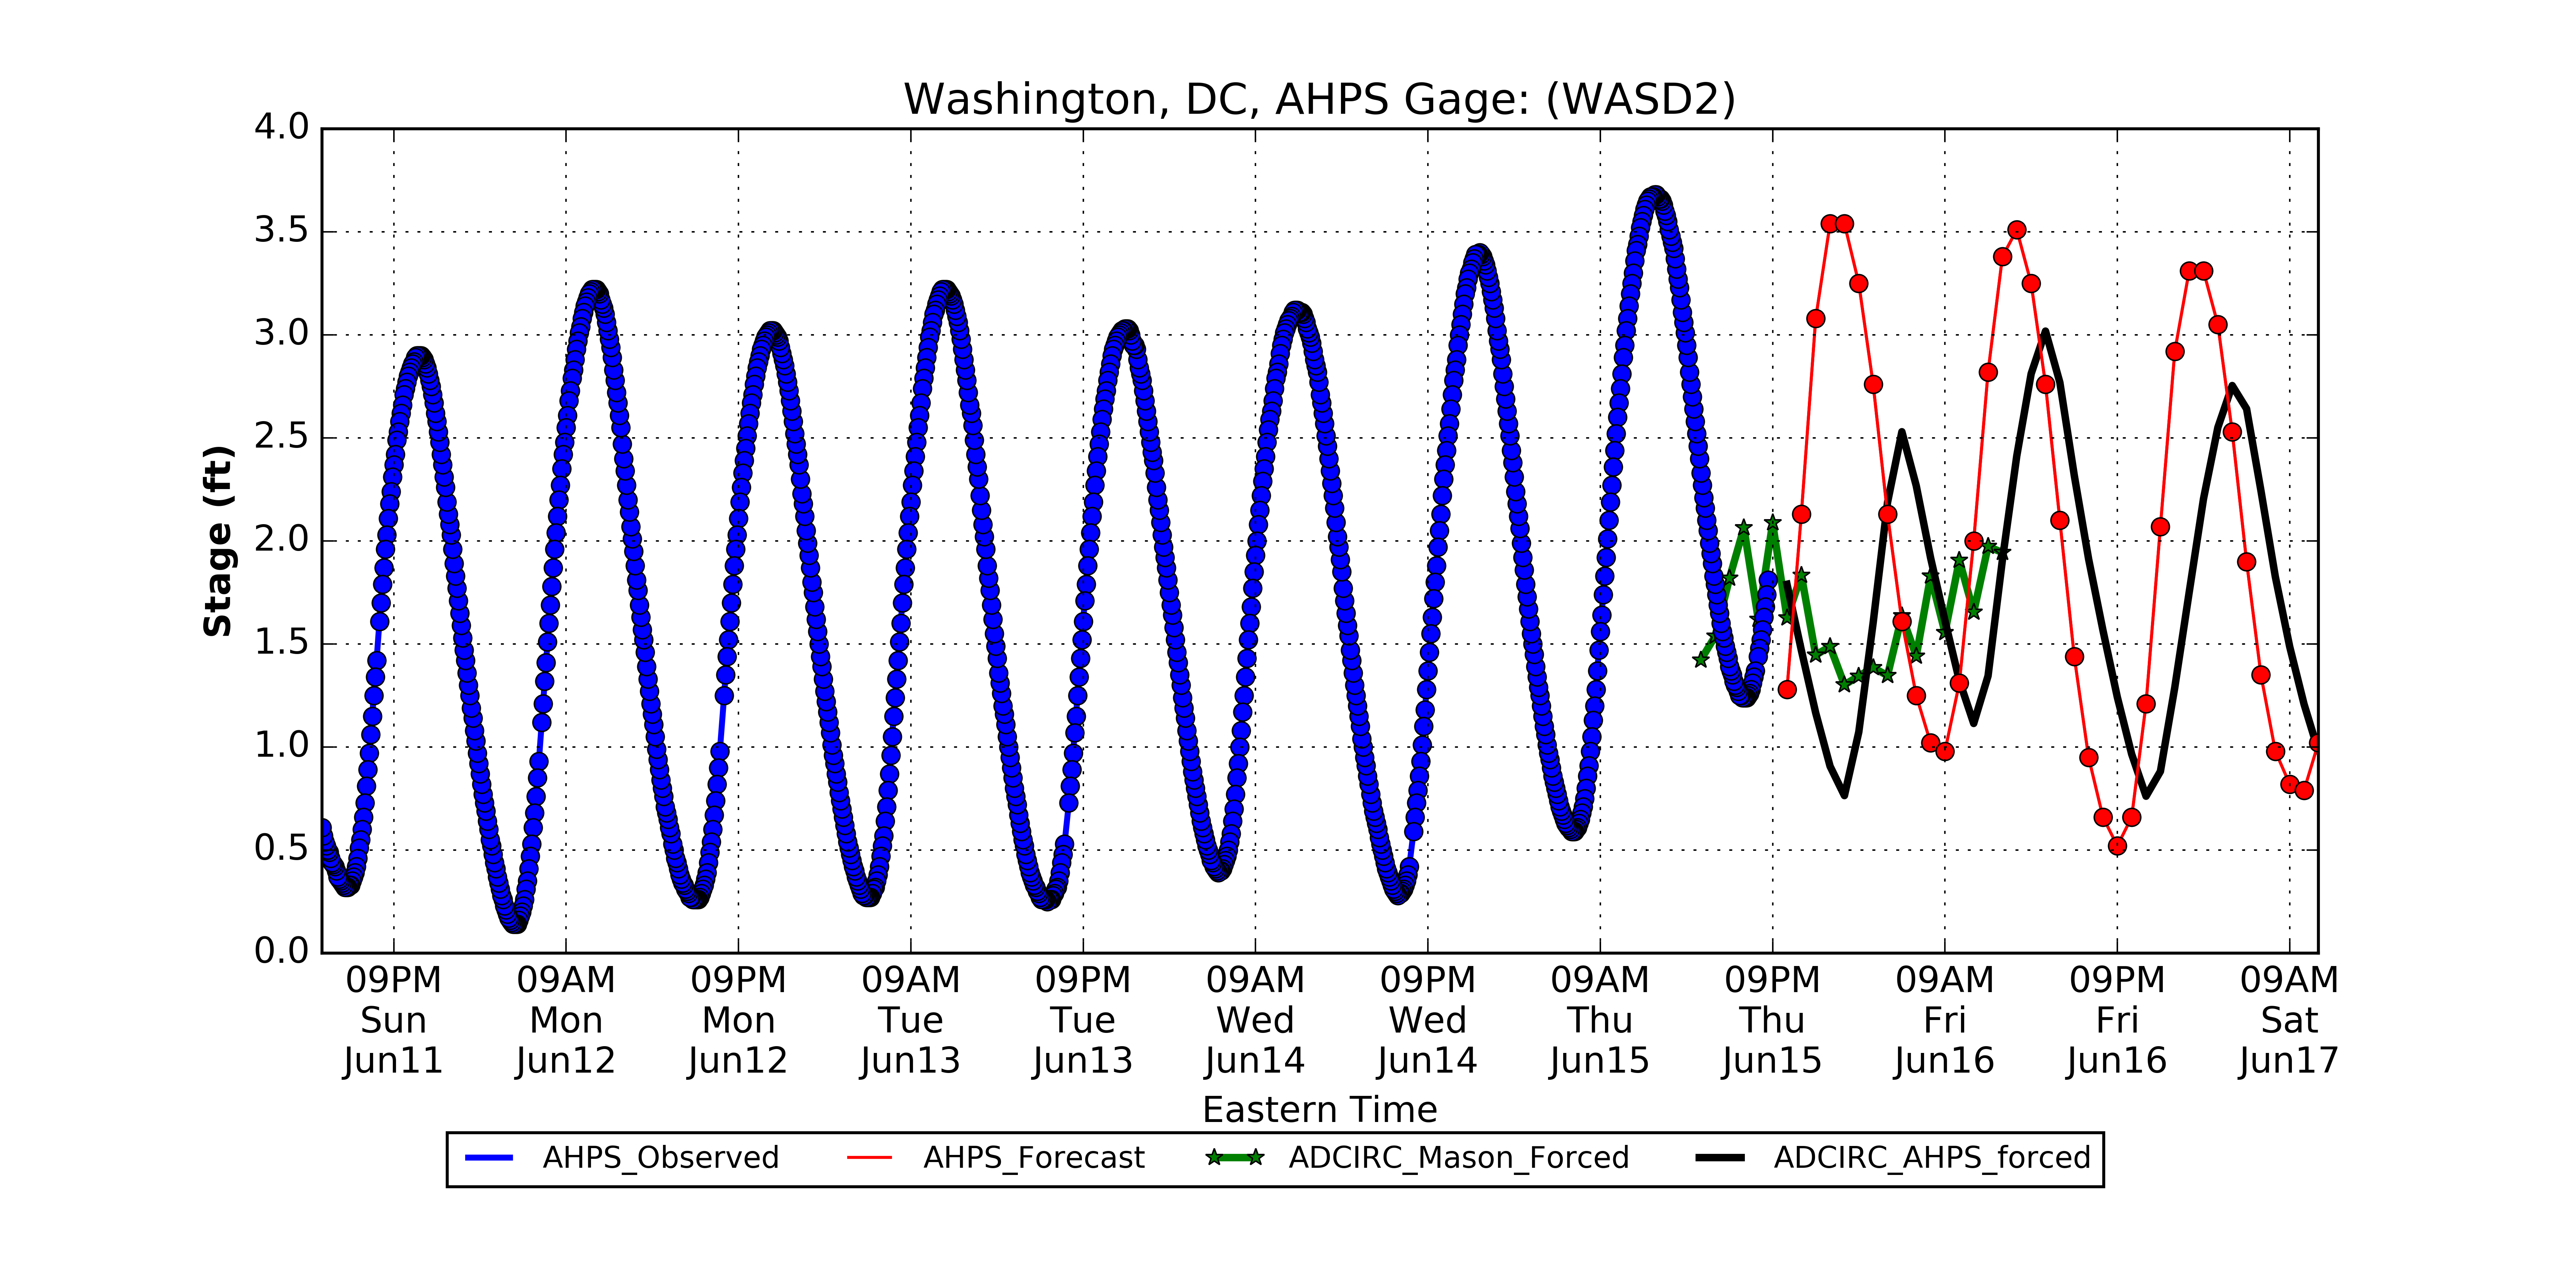 Washington, DC, AHPS Gage: (WASD2)
Stage (ft)
4.0
3.5
3.0
2.5
2.0
1.5
1.0
0.5
0.0
09PM 09AM 09PM 09AM 09PM 09AM 09PM 09AM 09PM 09AM 09PM 09AM
Sun Mon Mon Tue Tue Wed Wed Thu Thu Fri Fri Sat
Jun11 Jun12 Jun12 Jun13 Jun13 Jun14 Jun14 Jun15 Jun15 Jun16 Jun16 Jun17
Eastern Time
AHPS_Observed AHPS_Forecast ADCIRC_Mason_Forced ADCIRC_AHPS_forced